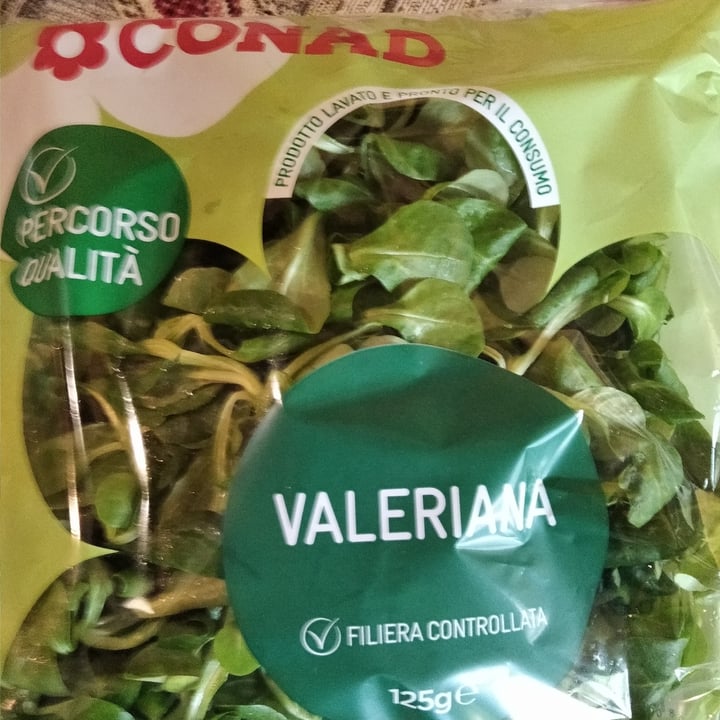 CONAD
PRODOTTO LAVATO E PRONTO PER IL CONSUMO
PERCORSO
QUALITÀ
VALERIANA
FILIERA CONTROLLATA
125g e